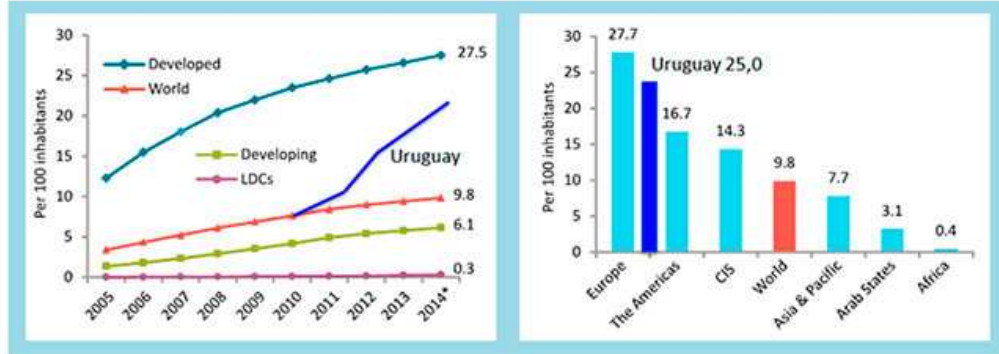 30
25
20
15
10
5
0
Per 100 inhabitants
Developed
World
Developing
LDCs
Uruguay
27.5
9.8
6.1
0.3
2005
2006
2007
2008
2009
2010
2011
2012
2013
2014*
30
25
20
15
10
5
0
Per 100 inhabitants
27.7
Uruguay 25,0
16.7
14.3
9.8
7.7
3.1
0.4
Europe
The Americas
CIS
World
Asia & Pacific
Arab States
Africa